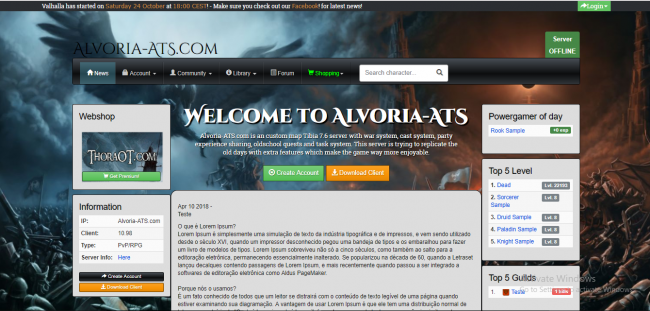 Valhalla has started on Saturday 24 October at 18:00 CEST! - Make sure you check out our Facebook! for latest news!
Login
ALVORIA-ATS.COM
Server
OFFLINE
News
Account
Community
Library
Forum
Shopping
Search character...
Webshop
THORAOT.COM
Get Premium!
Information
IP: Alvoria-ATS.com
Client: 10.98
Type: PvP/RPG
Server Info: Here
Create Account
Download Client
WELCOME TO ALVORIA-ATS
Alvoria-ATS.com is an custom map Tibia 7.6 server with war system, cast system, party
experience sharing, oldschool quests and task system. This server is trying to replicate the
old days with extra features which make the game way more enjoyable.
Create Account
Download Client
Apr 10 2018 -
Teste
O que é Lorem Ipsum?
Lorem Ipsum é simplesmente uma simulação de texto da indústria tipográfica e de impressos, e vem sendo utilizado
desde o século XVI, quando um impressor desconhecido pegou uma bandeja de tipos e os embaralhou para fazer
um livro de modelos de tipos. Lorem Ipsum sobreviveu não só a cinco séculos, como também ao salto para a
editoração eletrônica, permanecendo essencialmente inalterado. Se popularizou na década de 60, quando a Letraset
lançou decalques contendo passagens de Lorem Ipsum, e mais recentemente quando passou a ser integrado a
softwares de editoração eletrônica como Aldus PageMaker.
Porque nós o usamos?
É um fato conhecido de todos que um leitor se distrairá com o conteúdo de texto legível de uma página quando
estiver examinando sua diagramação. A vantagem de usar Lorem Ipsum é que ele tem uma distribuição normal de
Powergamer of day
Rook Sample +0 exp
Top 5 Level
1. Dead Lvl. 20103
2. Sorcerer Sample Lvl. 8
3. Druid Sample Lvl. 8
4. Paladin Sample Lvl. 8
5. Knight Sample Lvl. 8
Top 5 Guilds
1. Teste 1 kills
Activate Windows
Go to Settings to activate Windows.